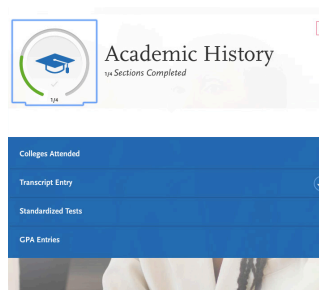 Academic History
1/4 Sections Completed
1/4
Colleges Attended
Transcript Entry
Standardized Tests
GPA Entries